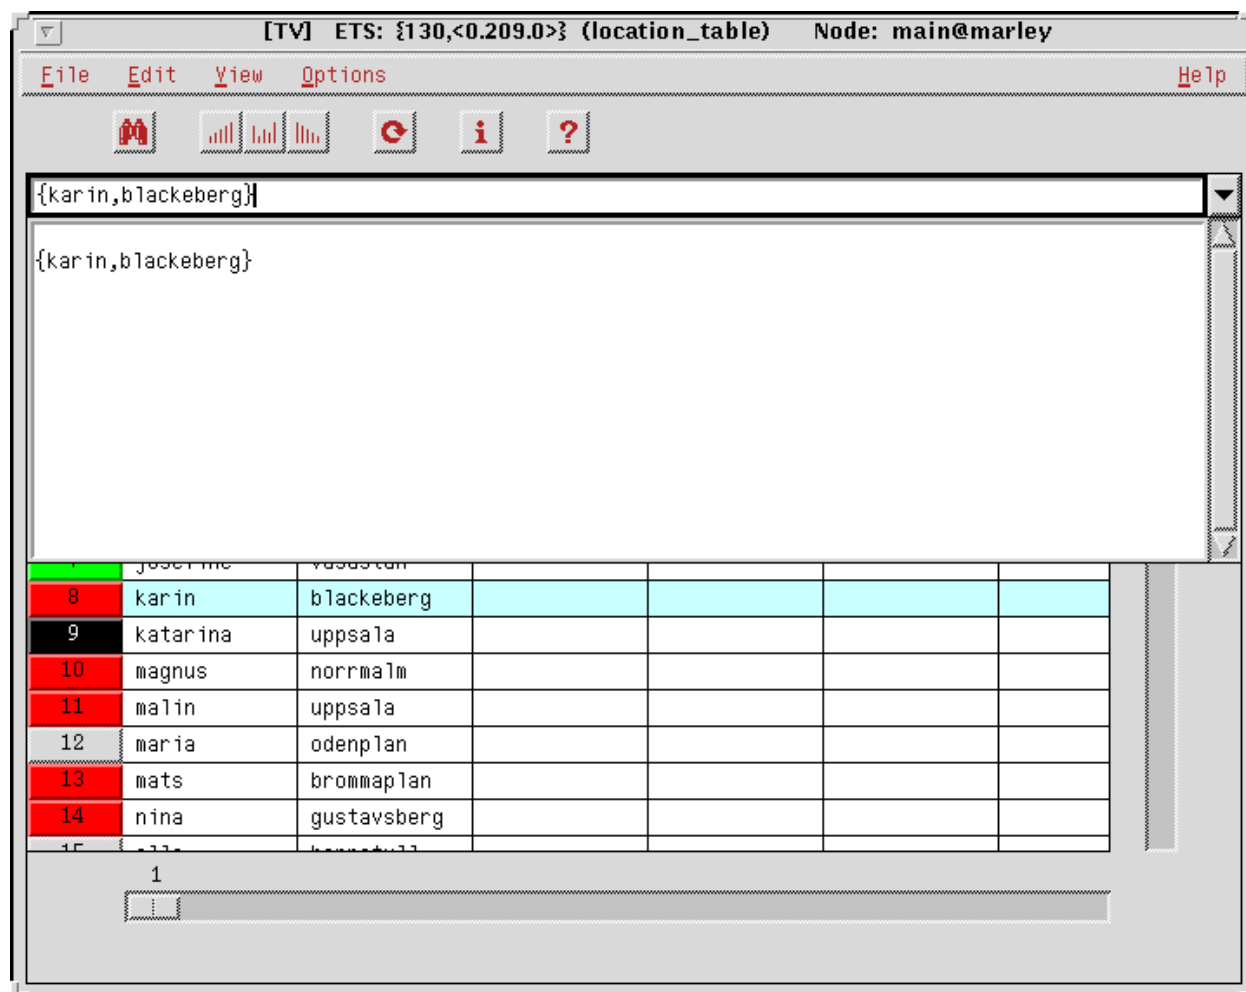 [TV] ETS: {130,<0.209.0>} (location_table) Node: main@marley
File Edit View Options Help
i ?
{karin,blackeberg}
{karin,blackeberg}
8 karin blackeberg
9 katarina uppsala
10 magnus norrmalm
11 malin uppsala
12 maria odenplan
13 mats brommaplan
14 nina gustavsberg
1